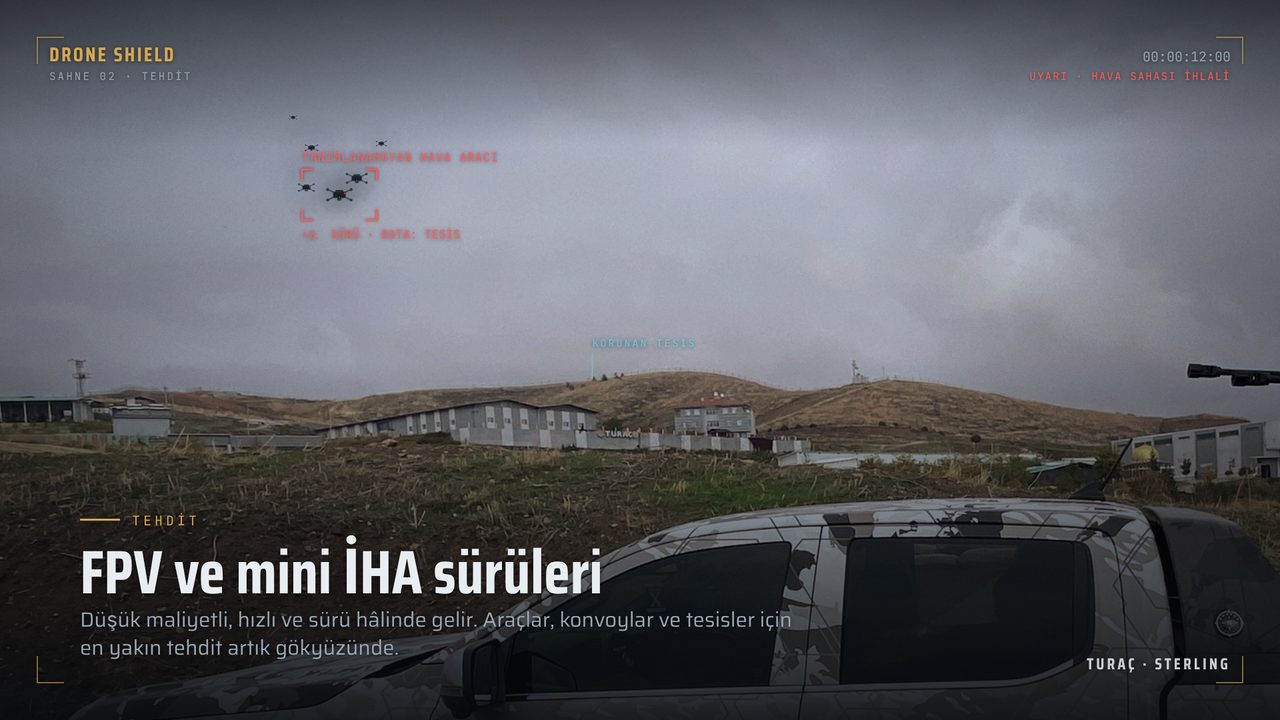 DRONE SHIELD
SAHNE 02 · TEHDİT
00:00:12:00
UYARI · HAVA SAHASI İHLALİ
TANIMLANAMAYAN HAVA ARACI
SÜRÜ · ROTA: TESİS
KORUNAN TESİS
TURAÇ
TEHDİT
FPV ve mini İHA sürüleri
Düşük maliyetli, hızlı ve sürü hâlinde gelir. Araçlar, konvoylar ve tesisler için
en yakın tehdit artık gökyüzünde.
TURAÇ · STERLING